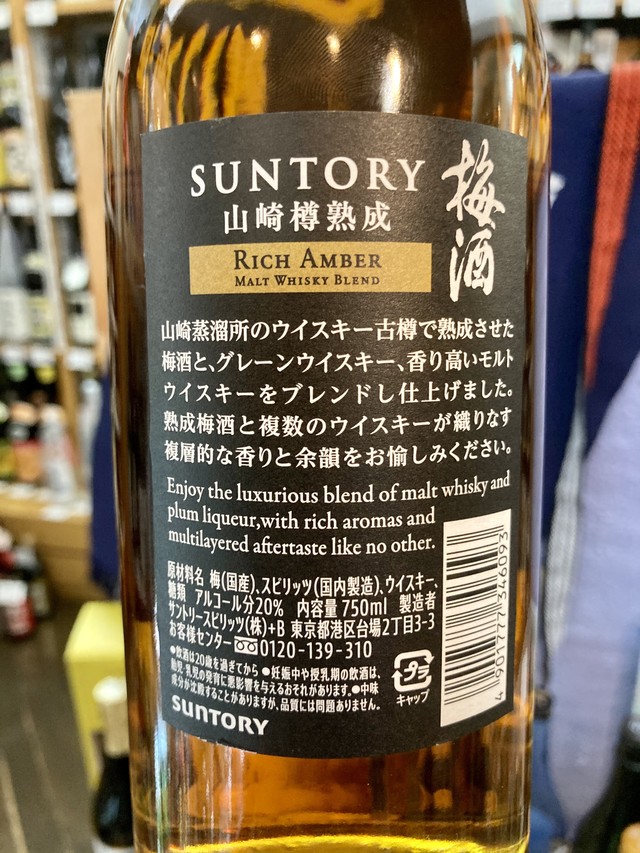 SUNTORY
梅酒
山崎樽熟成
RICH AMBER
MALT WHISKY BLEND
山崎蒸溜所のウイスキー古樽で熟成させた
梅酒と、グレーンウイスキー、香り高いモルト
ウイスキーをブレンドし仕上げました。
熟成梅酒と複数のウイスキーが織りなす
複層的な香りと余韻をお愉しみください。
Enjoy the luxurious blend of malt whisky and
plum liqueur,with rich aromas and
multilayered aftertaste like no other.
原材料名 梅(国産)、スピリッツ(国内製造)、ウイスキー、
糖類 アルコール分20% 内容量750ml 製造者
サントリースピリッツ(株)+B 東京都港区台場2丁目3-3
お客様センター 0120-139-310
●飲酒は20歳を過ぎてから ●妊娠中や授乳期の飲酒は、
胎児・乳児の発育に悪影響を与えるおそれがあります。●中味
成分が沈殿することがありますが、品質には問題ありません。
SUNTORY
プラ
キャップ
4 901777 346093